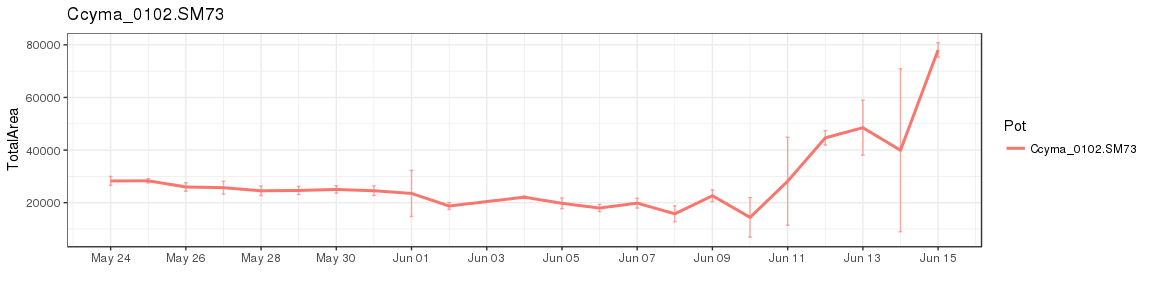 Ccyma_0102.SM73
TotalArea
80000
60000
40000
20000
May 24 May 26 May 28 May 30 Jun 01 Jun 03 Jun 05 Jun 07 Jun 09 Jun 11 Jun 13 Jun 15
Pot
Ccyma_0102.SM73